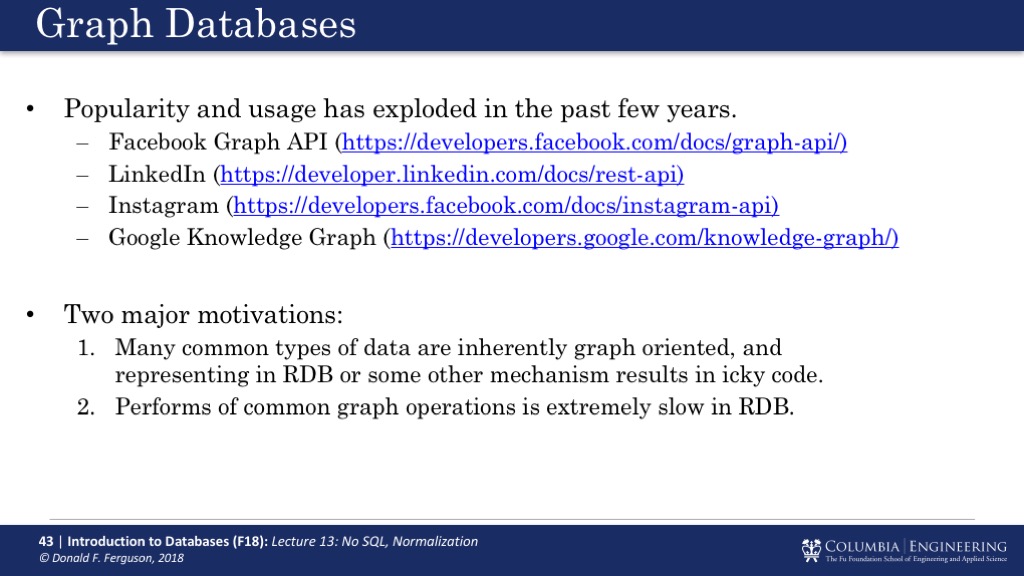 Graph Databases
• Popularity and usage has exploded in the past few years.
– Facebook Graph API (https://developers.facebook.com/docs/graph-api/)
– LinkedIn (https://developer.linkedin.com/docs/rest-api)
– Instagram (https://developers.facebook.com/docs/instagram-api)
– Google Knowledge Graph (https://developers.google.com/knowledge-graph/)
• Two major motivations:
1. Many common types of data are inherently graph oriented, and
representing in RDB or some other mechanism results in icky code.
2. Performs of common graph operations is extremely slow in RDB.
43 | Introduction to Databases (F18): Lecture 13: No SQL, Normalization
© Donald F. Ferguson, 2018
COLUMBIA | ENGINEERING
The Fu Foundation School of Engineering and Applied Science